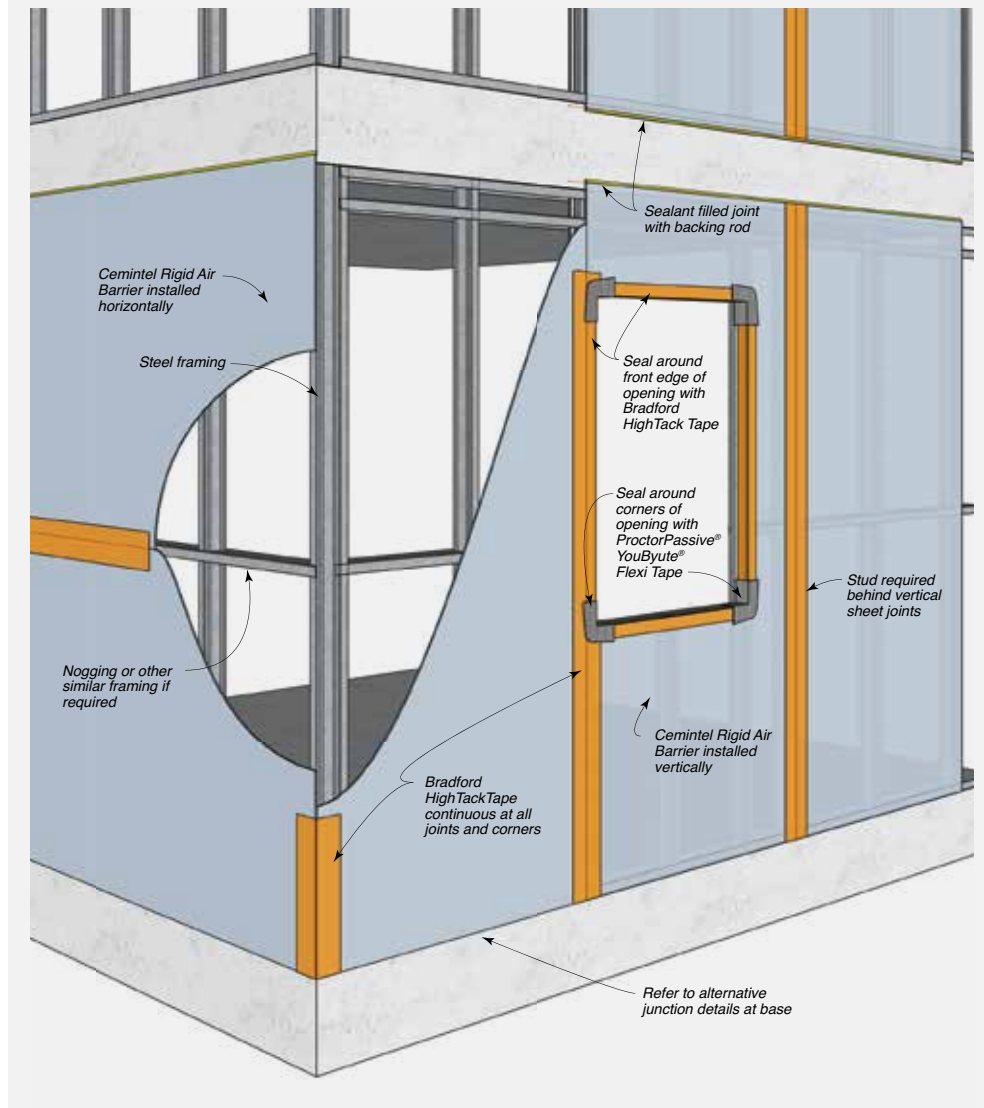 Sealant filled joint
with backing rod
Cemintel Rigid Air
Barrier installed
horizontally
Steel framing
Seal around
front edge of
opening with
Bradford
HighTack Tape
Seal around
corners of
opening with
ProctorPassive®
YouByute®
Flexi Tape
Stud required
behind vertical
sheet joints
Nogging or other
similar framing if
required
Cemintel Rigid Air
Barrier installed
vertically
Bradford
HighTackTape
continuous at all
joints and corners
Refer to alternative
junction details at base